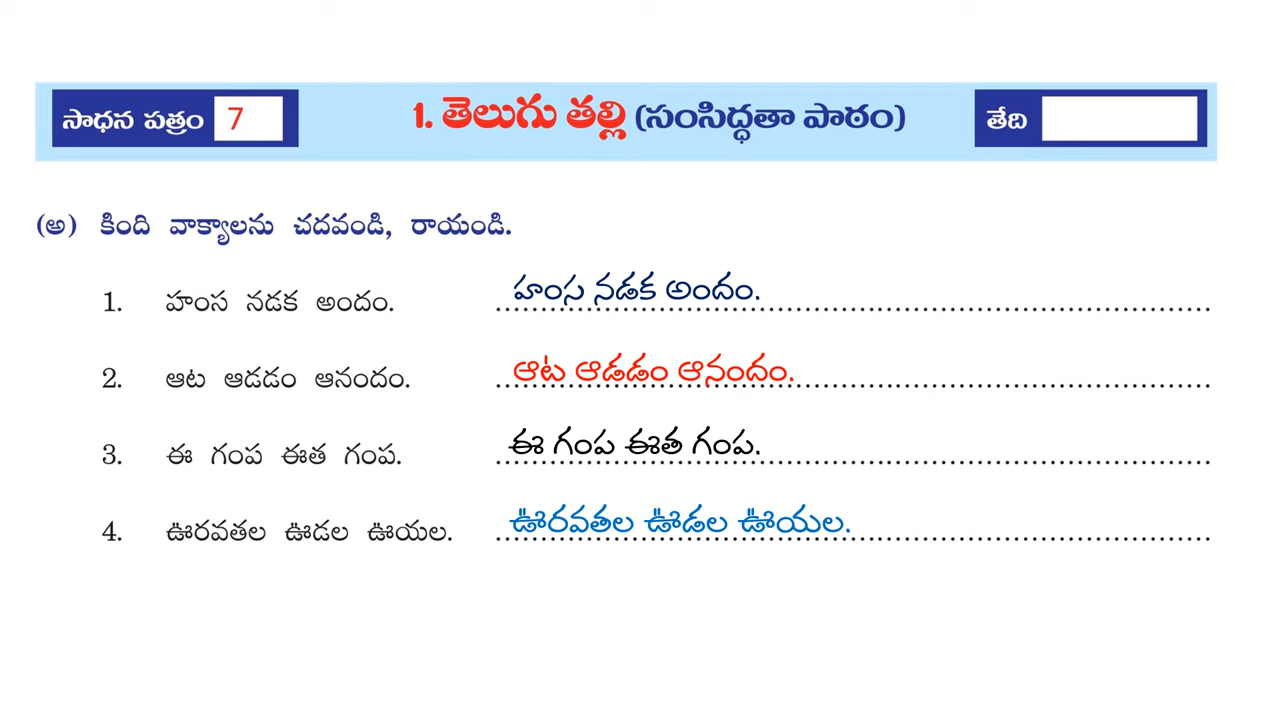 సాధన పత్రం 7 1. తెలుగు తల్లి (సంసిద్ధతా పాఠం) తేది
(అ) కింది వాక్యాలను చదవండి, రాయండి.
1. హంస నడక అందం. హంస నడక అందం.
2. ఆట ఆడడం ఆనందం. ఆట ఆడడం ఆనందం.
3. ఈ గంప ఈత గంప. ఈ గంప ఈత గంప.
4. ఊరవతల ఊడల ఊయల. ఊరవతల ఊడల ఊయల.